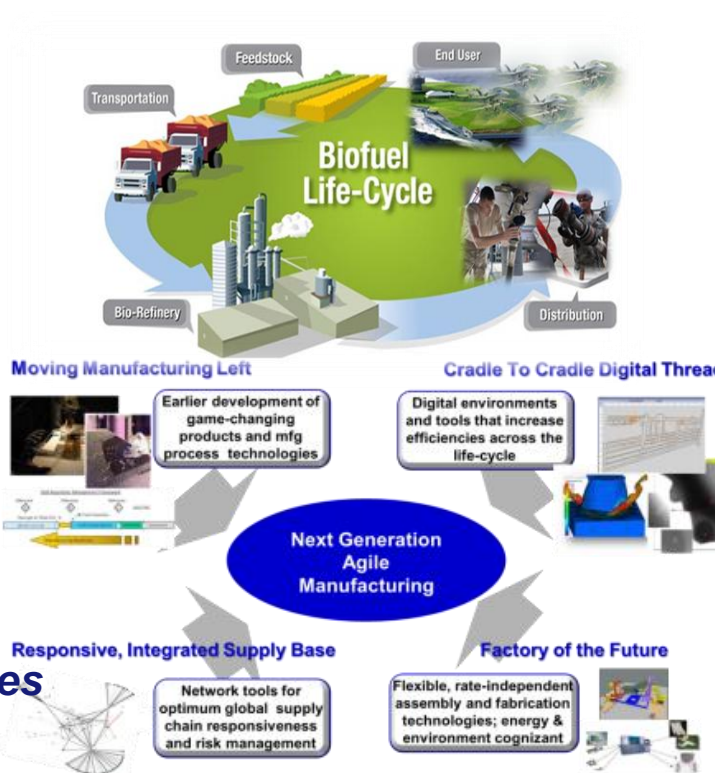 Feedstock
End User
Transportation
Biofuel
Life-Cycle
Bio-Refinery
Distribution
Moving Manufacturing Left
Cradle To Cradle Digital Threa
Earlier development of
game-changing
products and mfg
process technologies
Digital environments
and tools that increase
efficiencies across the
life-cycle
Next Generation
Agile
Manufacturing
Responsive, Integrated Supply Base
Factory of the Future
es
Network tools for
optimum global supply
chain responsiveness
and risk management
Flexible, rate-independent
assembly and fabrication
technologies; energy &
environment cognizant